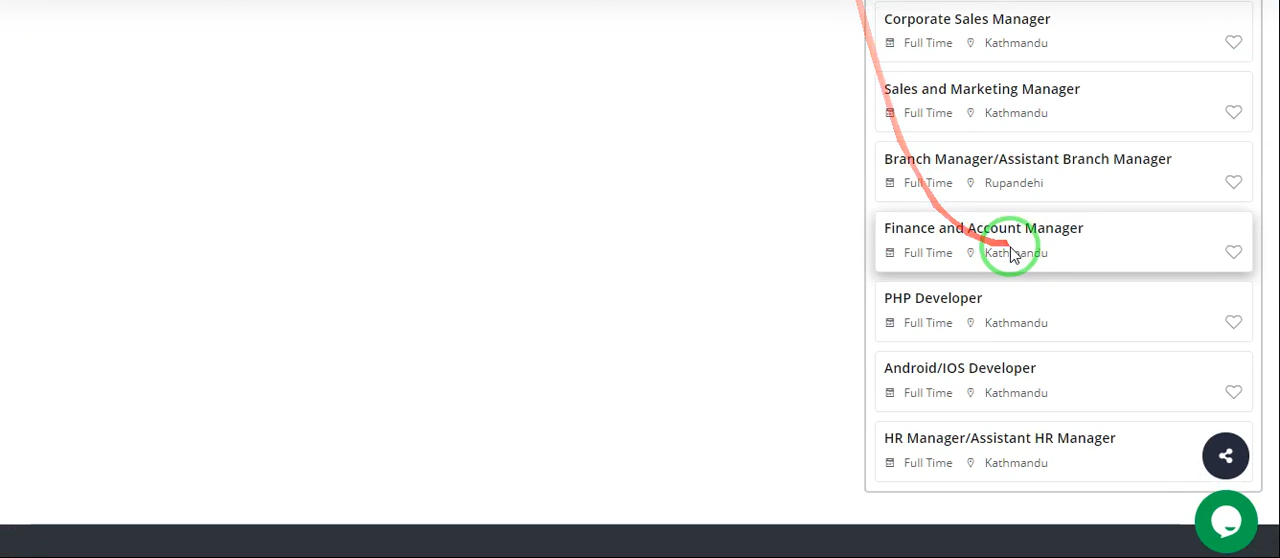 Corporate Sales Manager
Full Time Kathmandu
Sales and Marketing Manager
Full Time Kathmandu
Branch Manager/Assistant Branch Manager
Full Time Rupandehi
Finance and Account Manager
Full Time Kathmandu
PHP Developer
Full Time Kathmandu
Android/IOS Developer
Full Time Kathmandu
HR Manager/Assistant HR Manager
Full Time Kathmandu